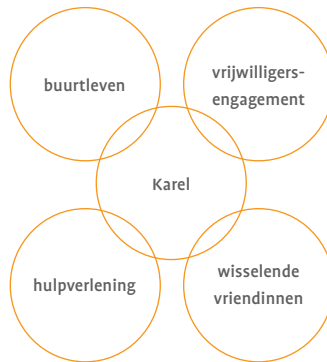 buurtleven
vrijwilligers-
engagement
Karel
hulpverlening
wisselende
vriendinnen